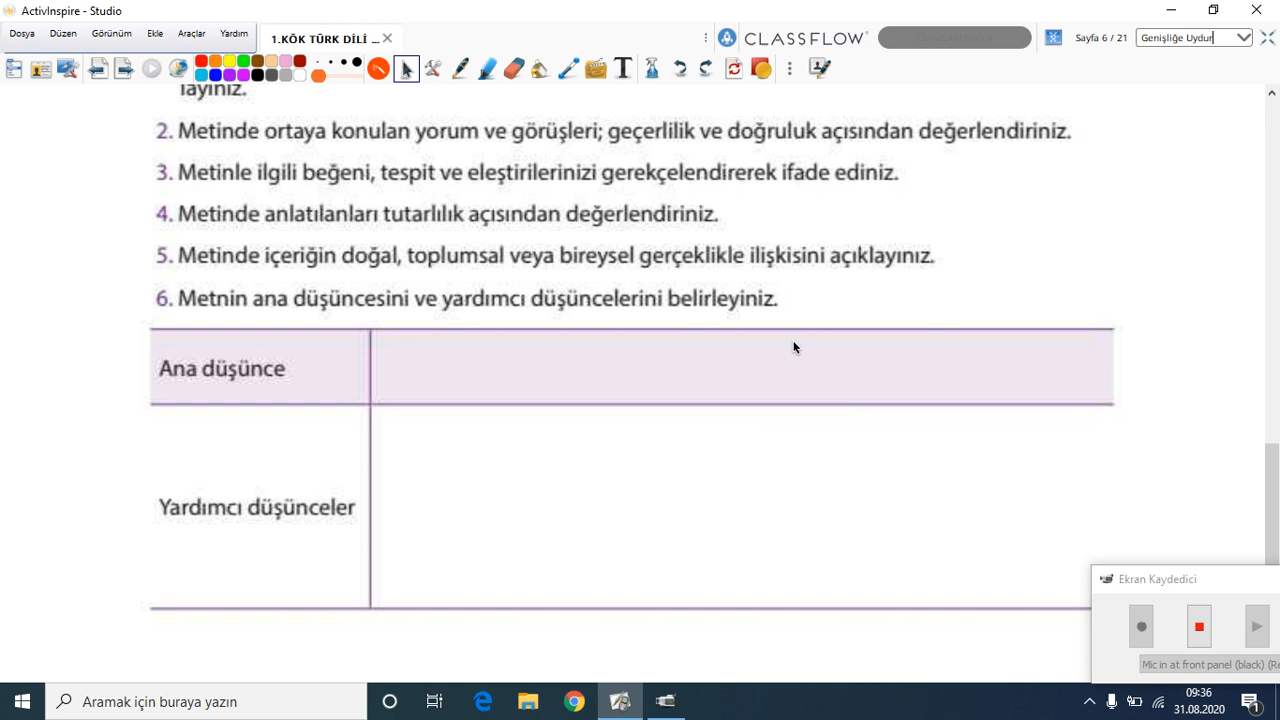 ActivInspire - Studio
Dosya Düzen Görünüm Ekle Araçlar Yardım
1.KÖK TÜRK DİLİ ...
CLASSFLOW
Sayfa 6 / 21
Genişliğe Uydur
layınız.
2. Metinde ortaya konulan yorum ve görüşleri; geçerlilik ve doğruluk açısından değerlendiriniz.
3. Metinle ilgili beğeni, tespit ve eleştirilerinizi gerekçelendirerek ifade ediniz.
4. Metinde anlatılanları tutarlılık açısından değerlendiriniz.
5. Metinde içeriğin doğal, toplumsal veya bireysel gerçeklikle ilişkisini açıklayınız.
6. Metnin ana düşüncesini ve yardımcı düşüncelerini belirleyiniz.
Ana düşünce
Yardımcı düşünceler
Ekran Kaydedici
Mic in at front panel (black) (Re
Aramak için buraya yazın
09:36
31.08.2020
1